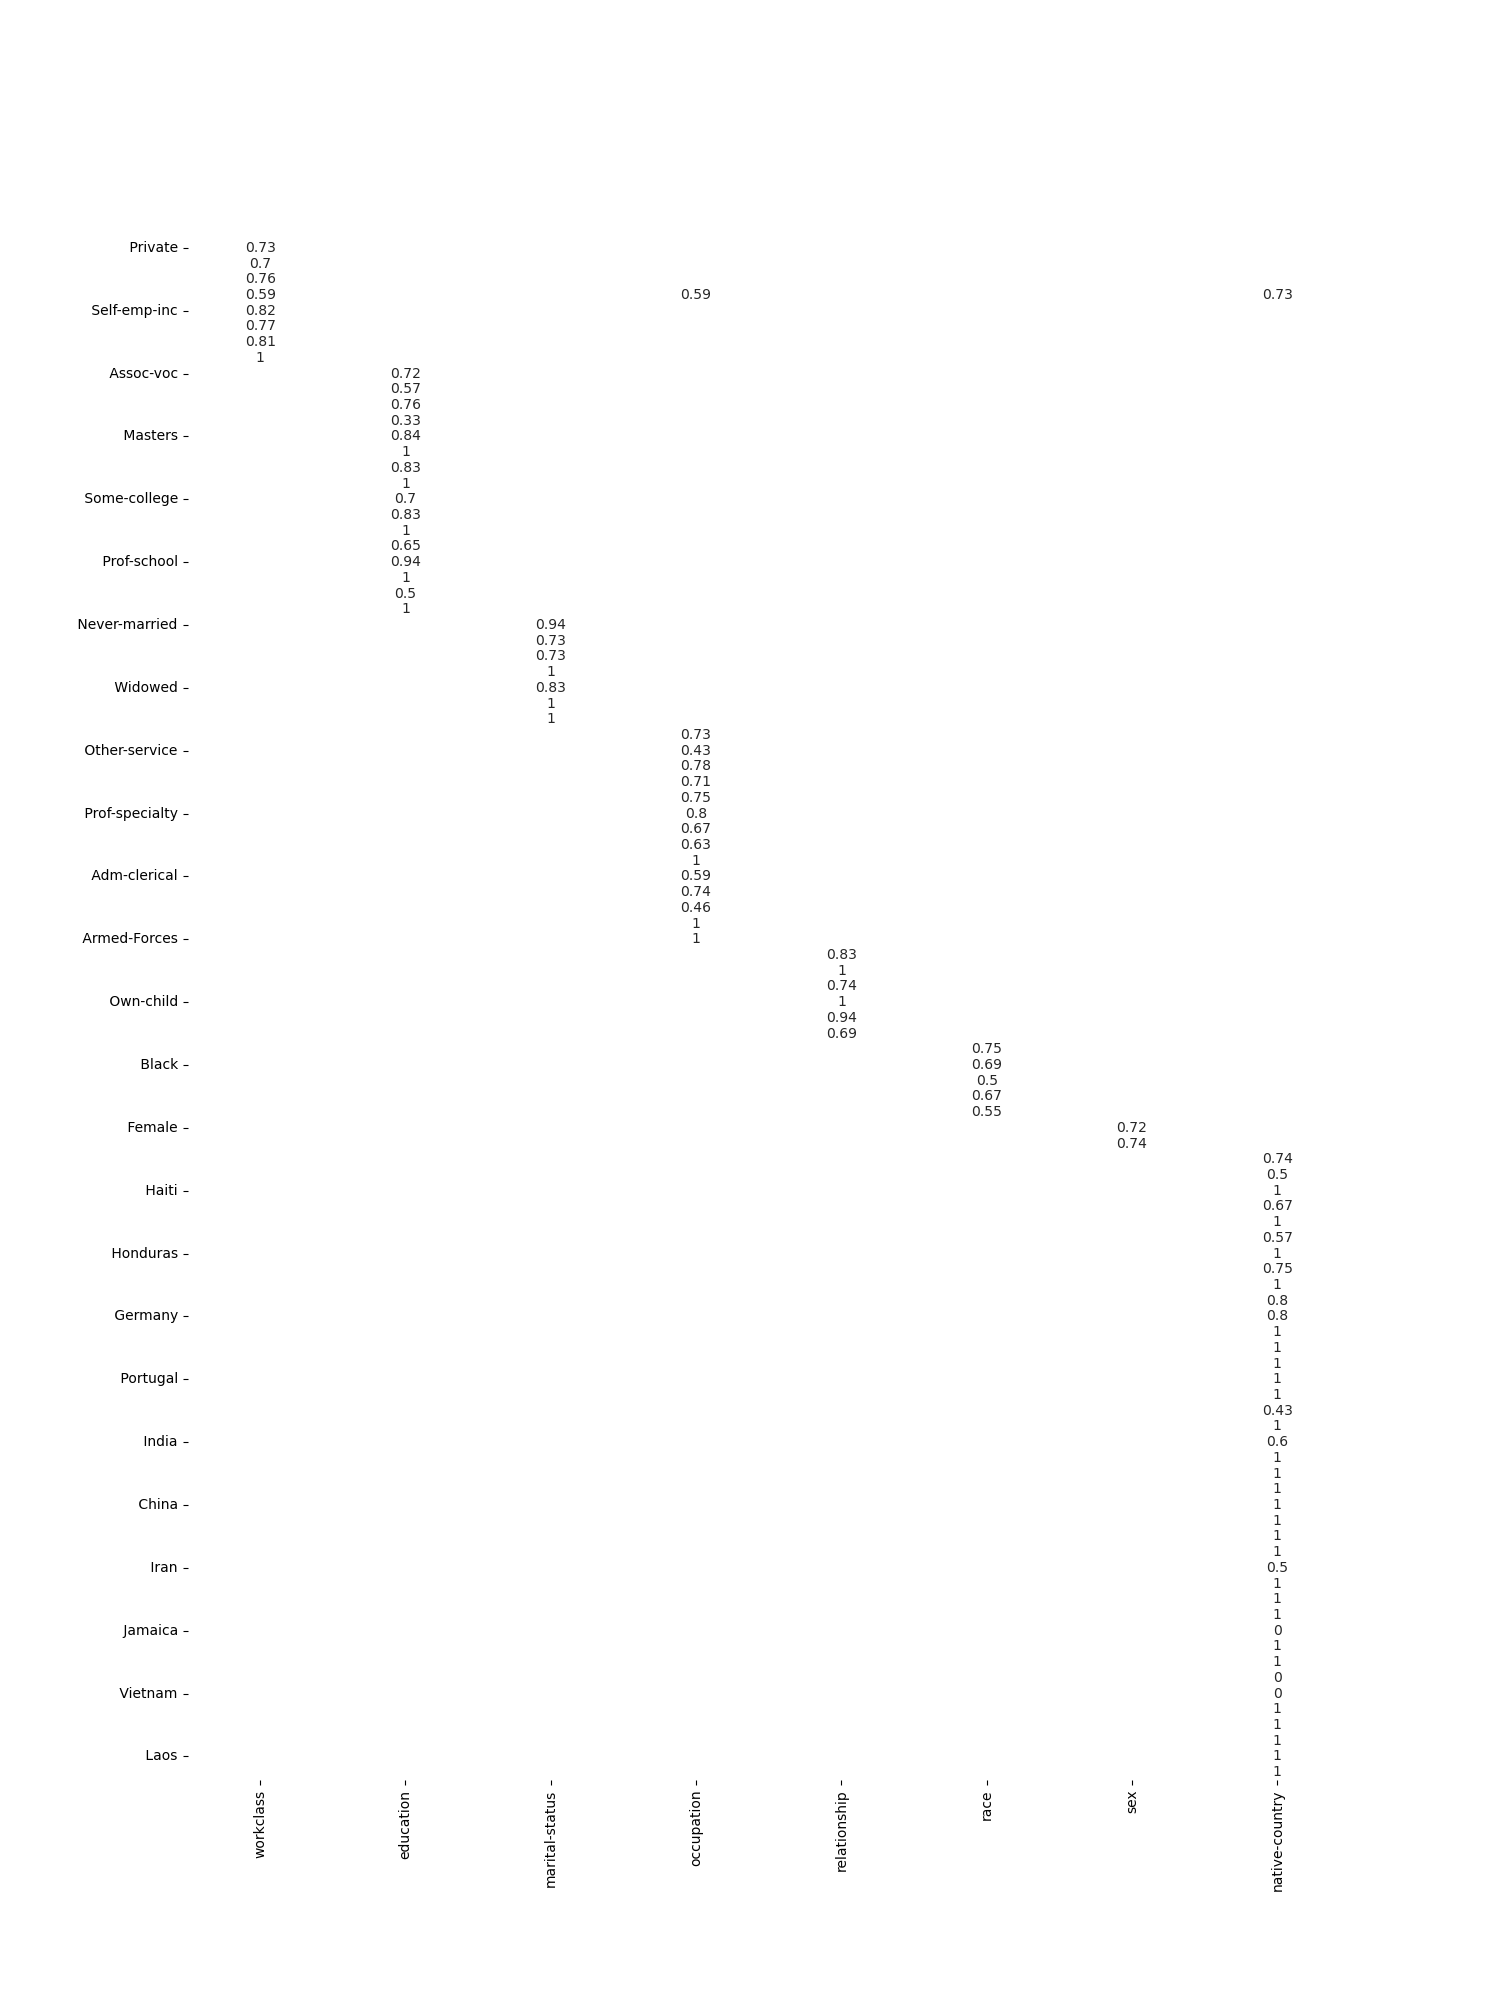 Private 0.73
0.7
0.76
0.59 0.59 0.73
Self-emp-inc 0.82
0.77
0.81
1
Assoc-voc 0.72
0.57
0.76
0.33
Masters 0.84
1
0.83
1
Some-college 0.7
0.83
1
0.65
Prof-school 0.94
1
0.5
1
Never-married 0.94
0.73
0.73
1
Widowed 0.83
1
1
0.73
Other-service 0.43
0.78
0.71
0.75
Prof-specialty 0.8
0.67
0.63
1
Adm-clerical 0.59
0.74
0.46
1
Armed-Forces 1
0.83
1
0.74
Own-child 1
0.94
0.69
0.75
Black 0.69
0.5
0.67
0.55
Female 0.72
0.74
0.74
0.5
Haiti 1
0.67
1
0.57
Honduras 1
0.75
1
0.8
Germany 0.8
1
1
1
Portugal 1
1
0.43
1
India 0.6
1
1
1
China 1
1
1
1
Iran 0.5
1
1
1
Jamaica 0
1
1
0
Vietnam 0
1
1
1
Laos 1
1
workclass
education
marital-status
occupation
relationship
race
sex
native-country